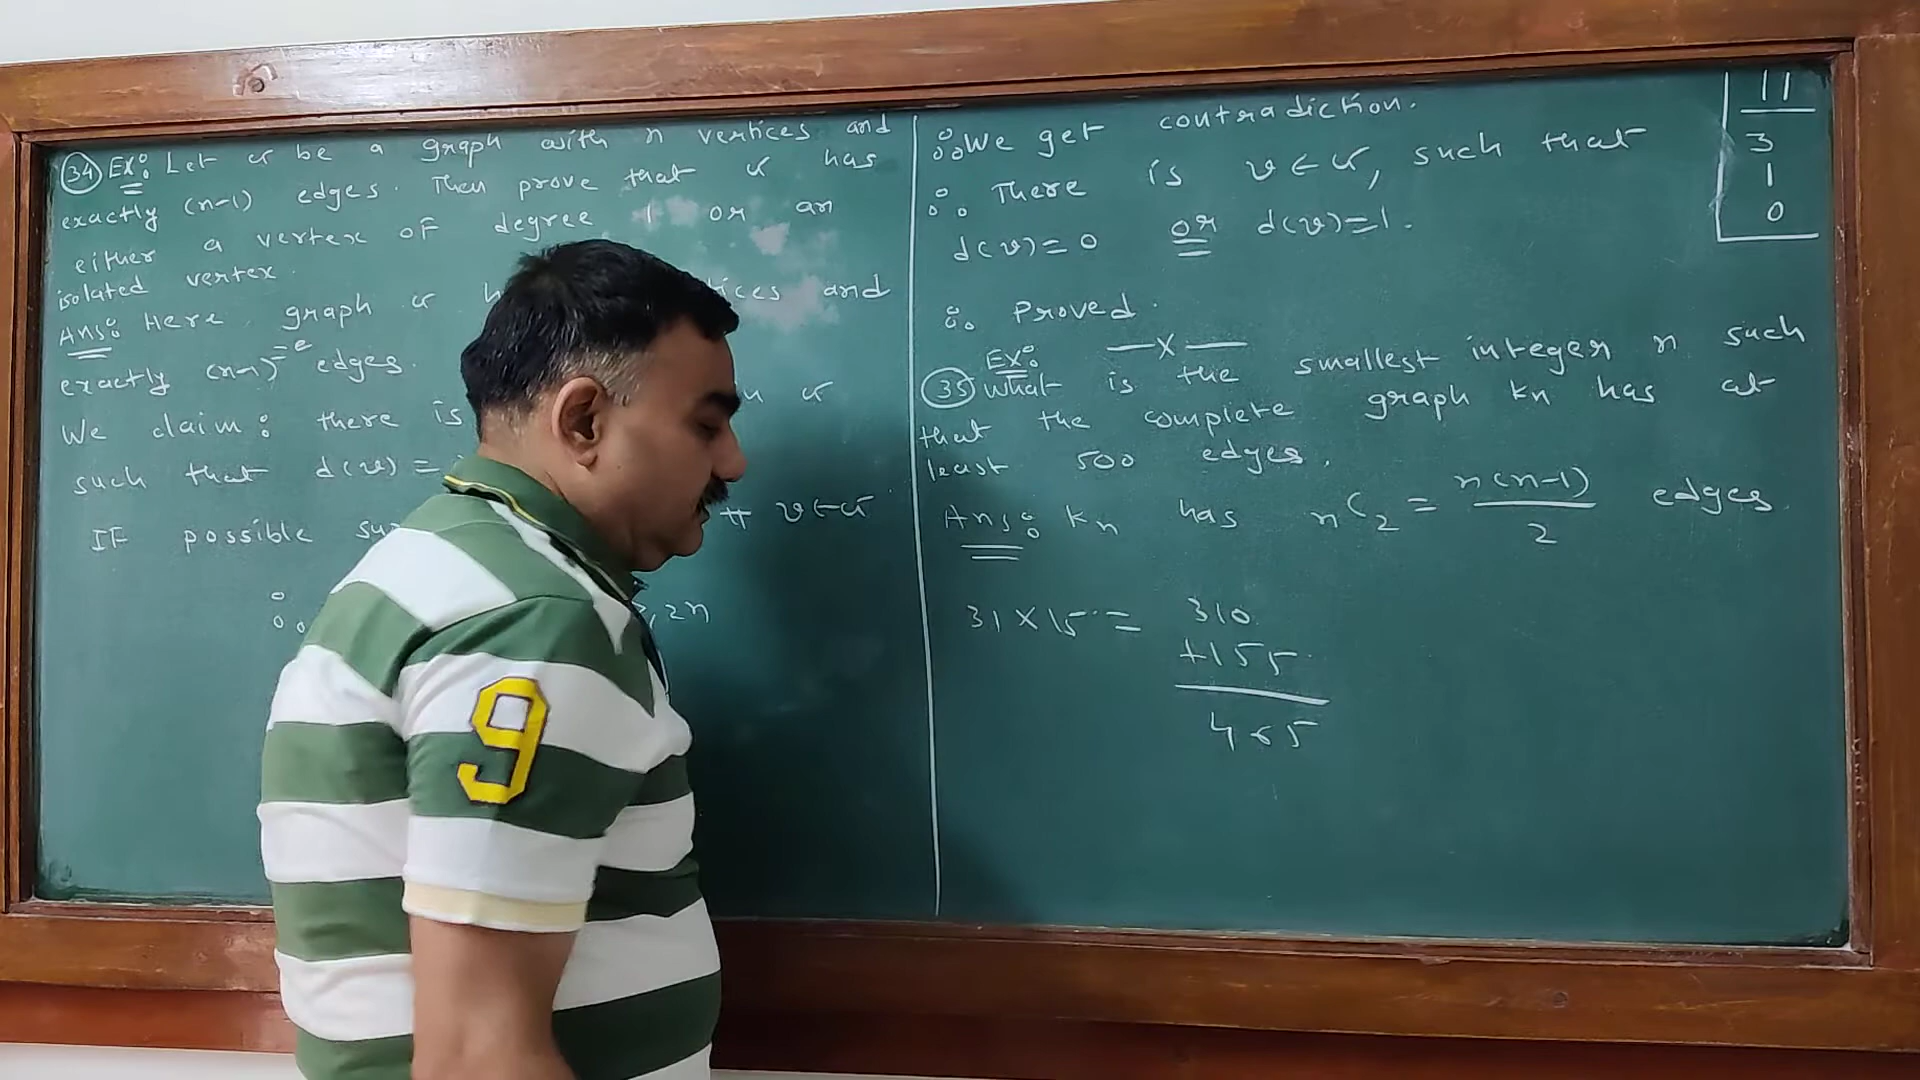 (34) Ex: Let G be a graph with n vertices and
exactly (n-1) edges. Then prove that G has
either a vertex of degree 1 or an
isolated vertex.
Ans: Here, graph G and
exactly (n-1) = e edges.
We claim: there is G
such that d(v) =
IF possible v ∈ G
∴ 2n
∴ We get contradiction.
∴ There is v ∈ G, such that
d(v) = 0 or d(v) = 1.
∴ Proved.
—x—
Ex:
(35) What is the smallest integer n such
that the complete graph Kn has at
least 500 edges.
Ans: Kn has nC2 = n(n-1)/2 edges
31 × 15 = 310
+155
465
11
3
1
0
9